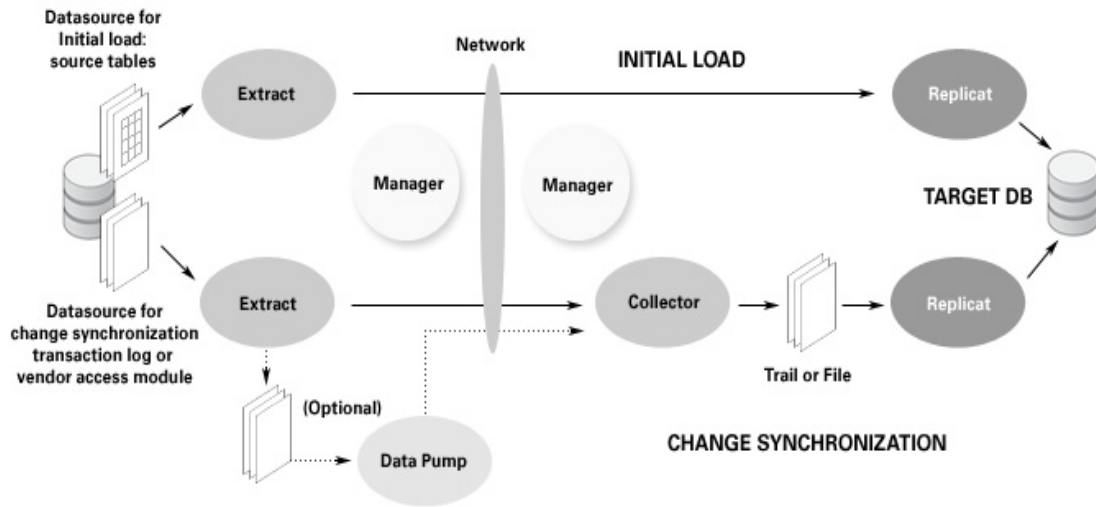 Datasource for
Initial load:
source tables
Extract
Network
INITIAL LOAD
Replicat
Manager
Manager
TARGET DB
Extract
Collector
Replicat
Datasource for
change synchronization
transaction log or
vendor access module
Trail or File
(Optional)
Data Pump
CHANGE SYNCHRONIZATION